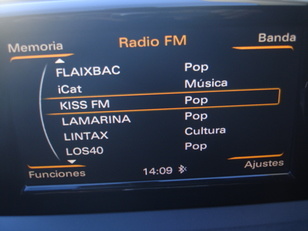 Memoria
Radio FM
Banda
FLAIXBAC Pop
iCat Música
KISS FM Pop
LAMARINA Pop
LINTAX Cultura
LOS40 Pop
Funciones
14:09
Ajustes